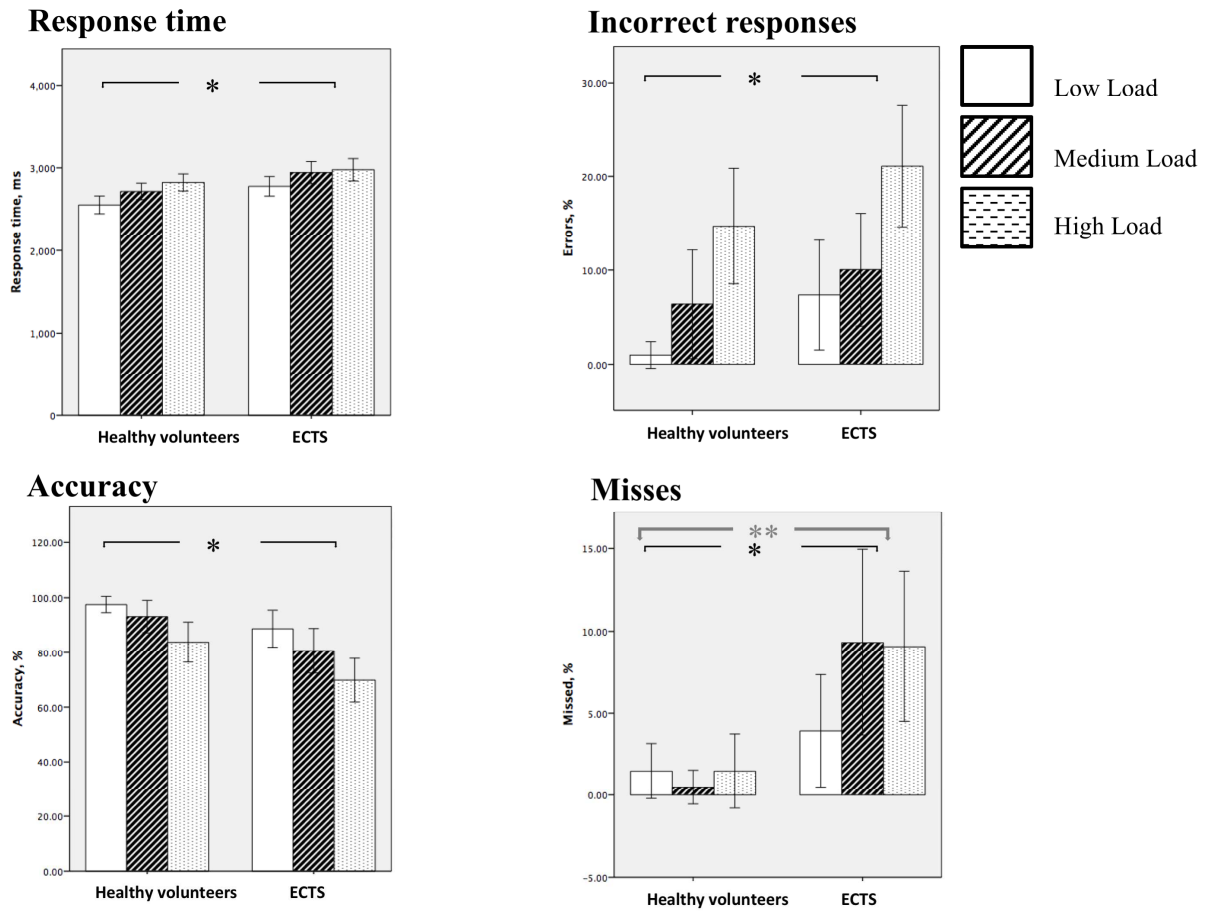 Response time
*
4,000
3,000
2,000
1,000
0
Response time, ms
Healthy volunteers ECTS
Incorrect responses
*
30.00
20.00
10.00
0.00
Errors, %
Healthy volunteers ECTS
Low Load
Medium Load
High Load
Accuracy
*
120.00
100.00
80.00
60.00
40.00
20.00
0.00
Accuracy, %
Healthy volunteers ECTS
Misses
**
*
15.00
10.00
5.00
0.00
-5.00
Missed, %
Healthy volunteers ECTS